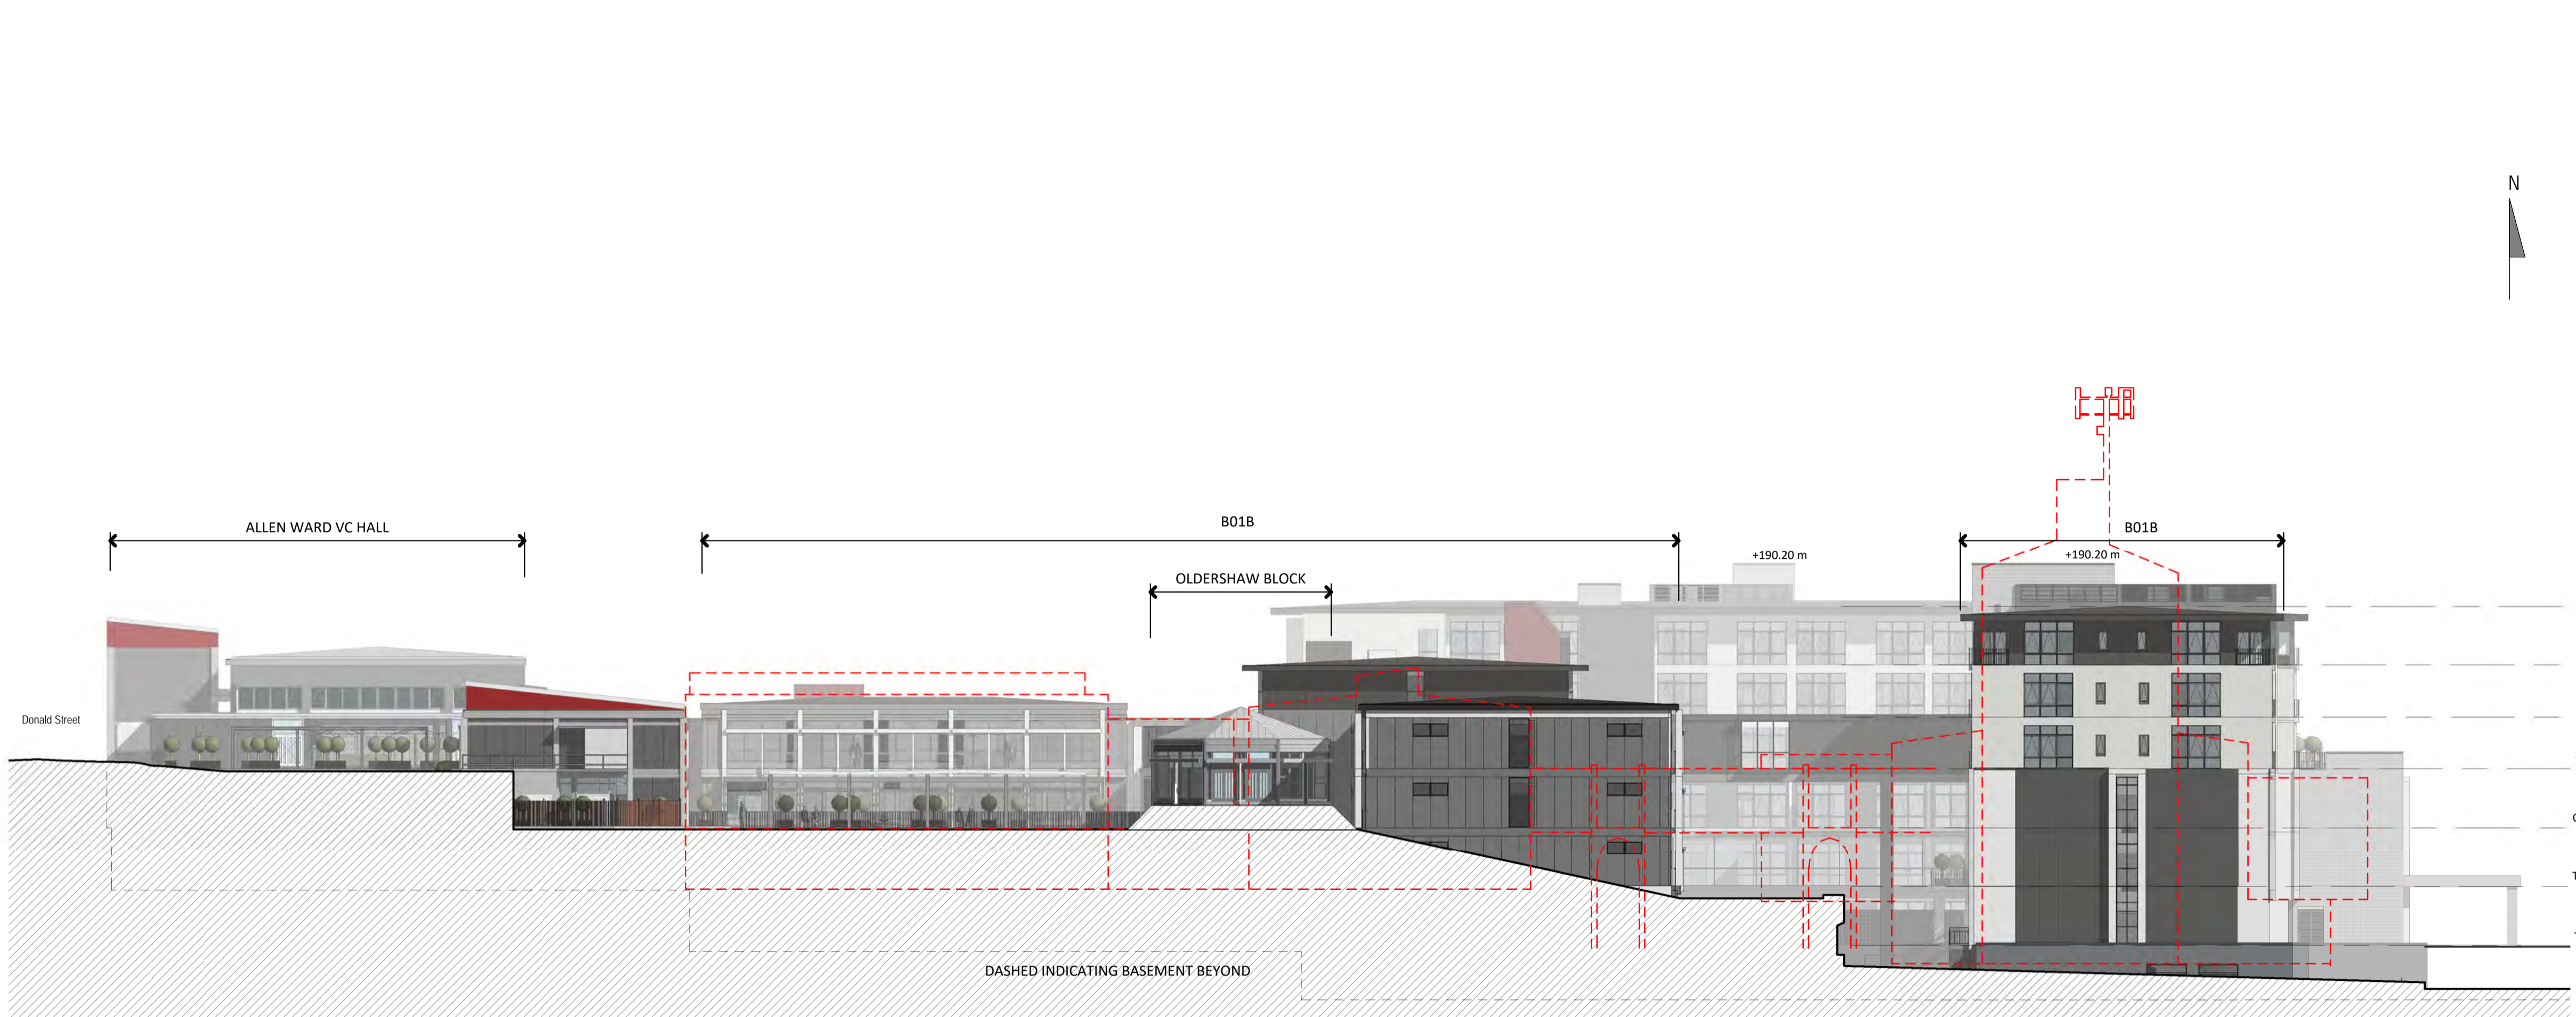 N
ALLEN WARD VC HALL
B01B
B01B
+190.20 m
+190.20 m
OLDERSHAW BLOCK
Donald Street
DASHED INDICATING BASEMENT BEYOND